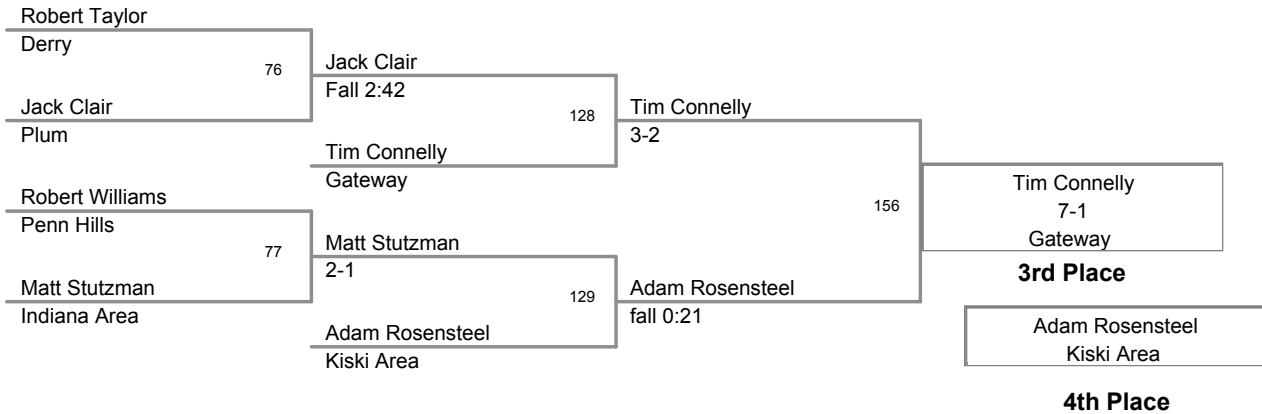 Robert Taylor
Derry
76
Jack Clair
Fall 2:42
Jack Clair
Plum
128
Tim Connelly
3-2
Tim Connelly
Gateway
Robert Williams
Penn Hills
156
Tim Connelly
7-1
Gateway
3rd Place
77
Matt Stutzman
2-1
Matt Stutzman
Indiana Area
129
Adam Rosensteel
fall 0:21
Adam Rosensteel
Kiski Area
Adam Rosensteel
Kiski Area
4th Place